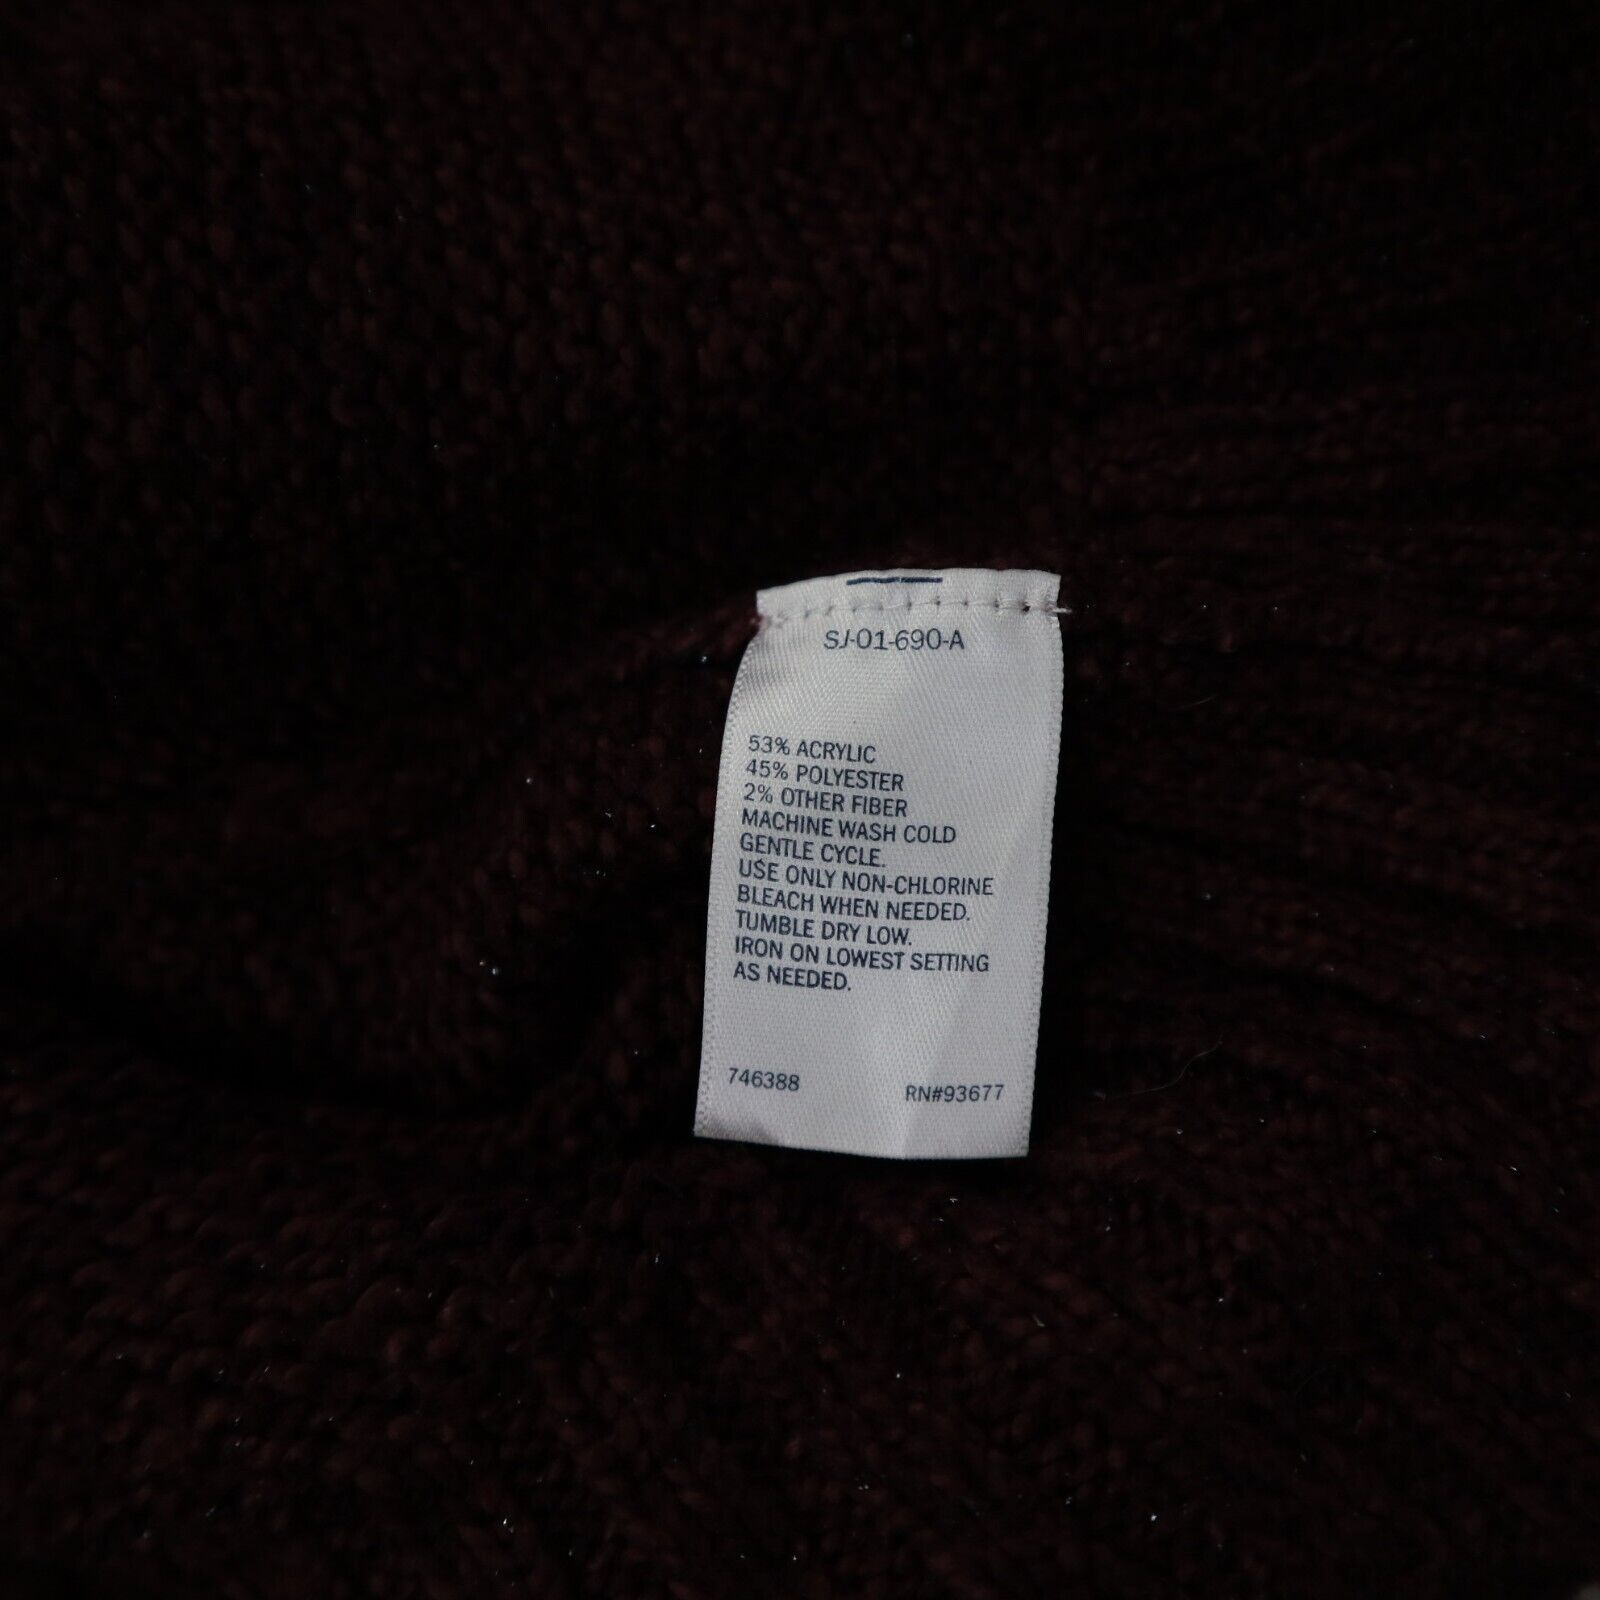 SJ-01-690-A
53% ACRYLIC
45% POLYESTER
2% OTHER FIBER
MACHINE WASH COLD
GENTLE CYCLE.
USE ONLY NON-CHLORINE
BLEACH WHEN NEEDED.
TUMBLE DRY LOW.
IRON ON LOWEST SETTING
AS NEEDED.
746388 RN#93677